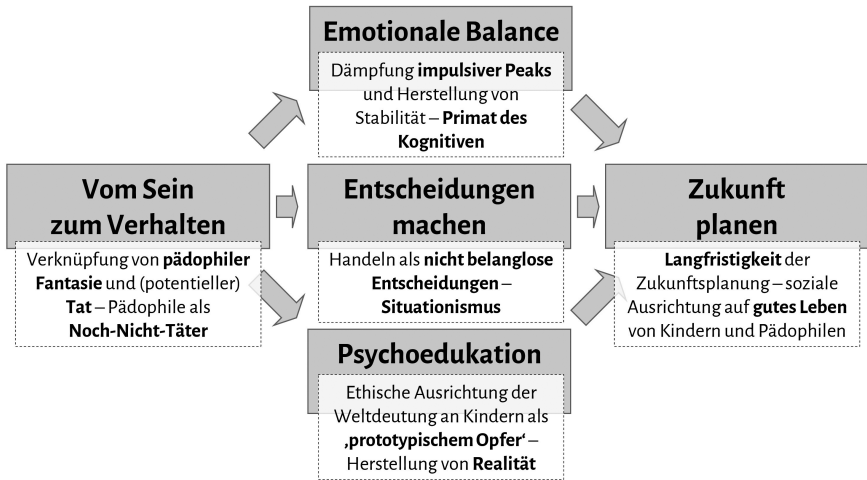 Emotionale Balance
Dämpfung impulsiver Peaks
und Herstellung von
Stabilität – Primat des
Kognitiven
Vom Sein
zum Verhalten
Verknüpfung von pädophiler
Fantasie und (potentieller)
Tat – Pädophile als
Noch-Nicht-Täter
Entscheidungen
machen
Handeln als nicht belanglose
Entscheidungen –
Situationismus
Zukunft
planen
Langfristigkeit der
Zukunftsplanung – soziale
Ausrichtung auf gutes Leben
von Kindern und Pädophilen
Psychoedukation
Ethische Ausrichtung der
Weltdeutung an Kindern als
‚prototypischem Opfer‘ –
Herstellung von Realität